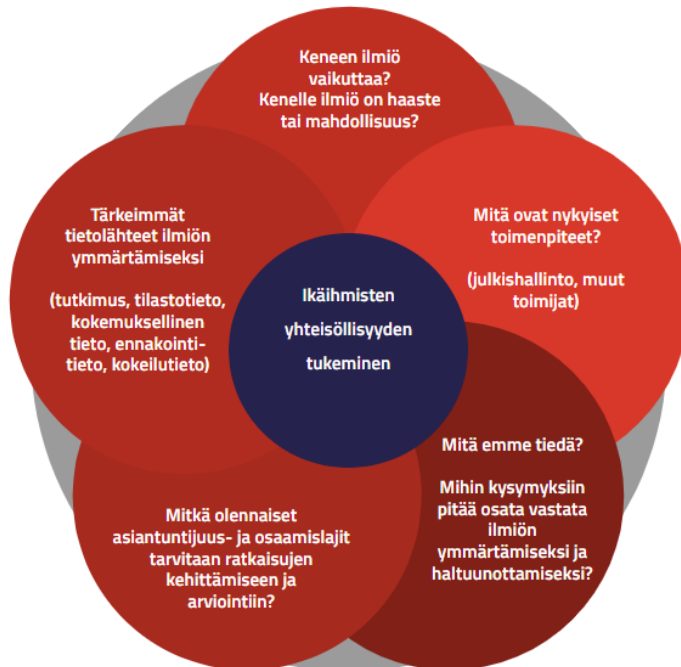 Keneen ilmiö
vaikuttaa?
Kenelle ilmiö on haaste
tai mahdollisuus?
Mitä ovat nykyiset
toimenpiteet?
(julkishallinto, muut
toimijat)
Tärkeimmät
tietolähteet ilmiön
ymmärtämiseksi
(tutkimus, tilastotieto,
kokemuksellinen
tieto, ennakointi-
tieto, kokeilutieto)
Ikäihmisten
yhteisöllisyyden
tukeminen
Mitä emme tiedä?
Mihin kysymyksiin
pitää osata vastata
ilmiön
ymmärtämiseksi ja
haltuunottamiseksi?
Mitkä olennaiset
asiantuntijuus- ja osaamislajit
tarvitaan ratkaisujen
kehittämiseen ja
arviointiin?